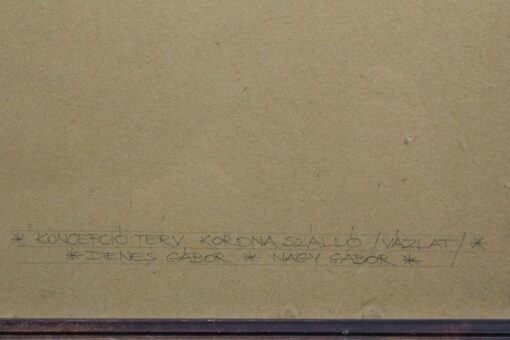 * KONCEPCIÓ TERV KORONA SZÁLLÓ /VÁZLAT/ *
* DIENES GÁBOR * NAGY GÁBOR *